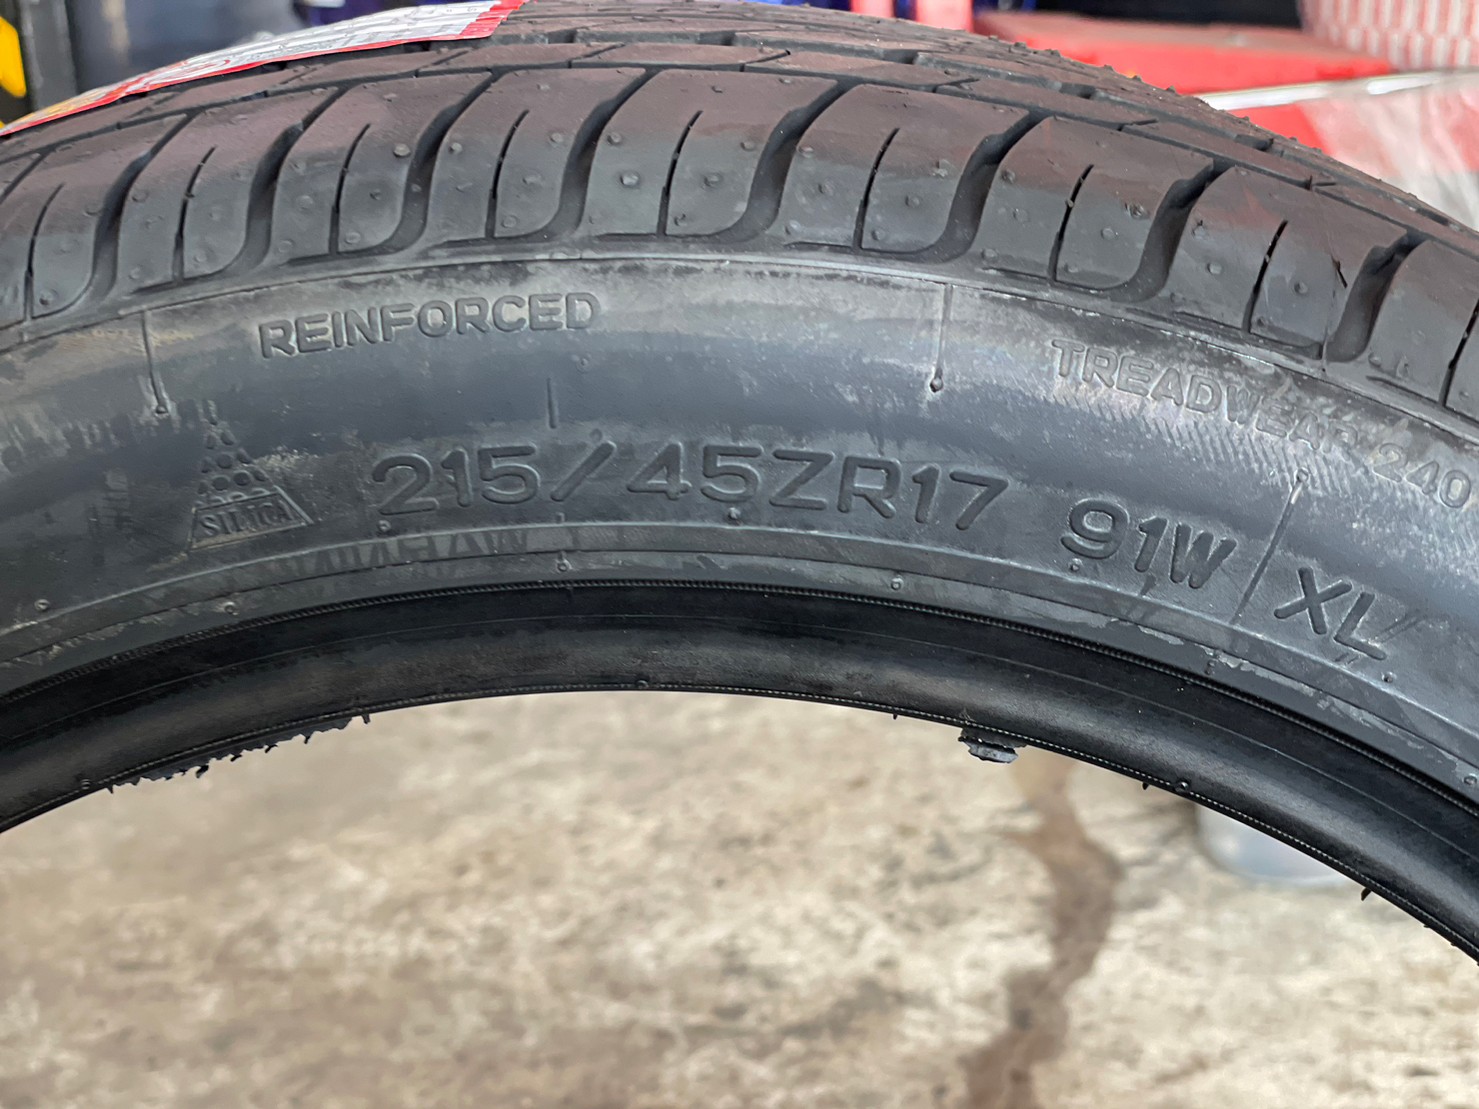 REINFORCED
TREADWEAR 240
SILICA
215/45ZR17 91W XL